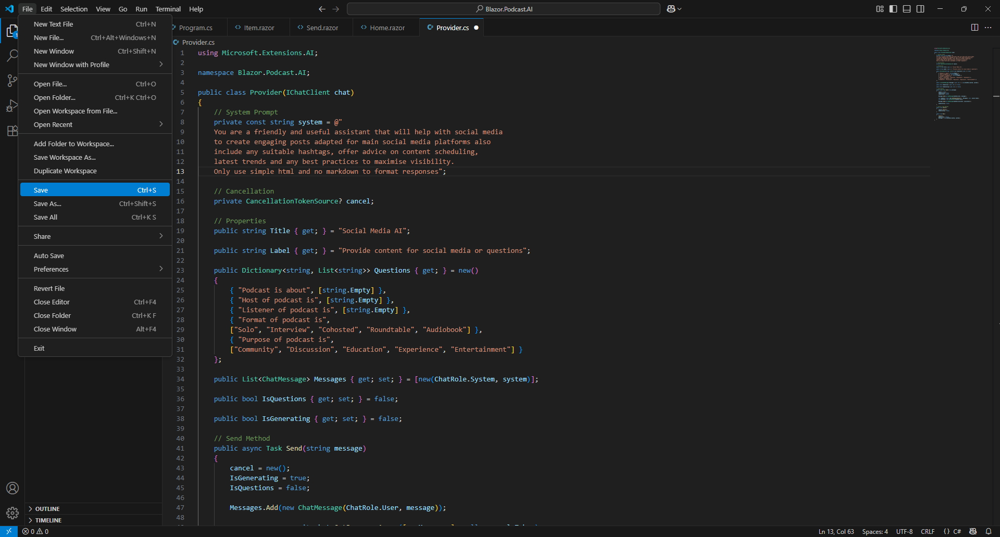 File Edit Selection View Go Run Terminal Help
Blazor.Podcast.AI
New Text File Ctrl+N
New File... Ctrl+Alt+Windows+N
New Window Ctrl+Shift+N
New Window with Profile
Open File... Ctrl+O
Open Folder... Ctrl+K Ctrl+O
Open Workspace from File...
Open Recent
Add Folder to Workspace...
Save Workspace As...
Duplicate Workspace
Save Ctrl+S
Save As... Ctrl+Shift+S
Save All Ctrl+K S
Share
Auto Save
Preferences
Revert File
Close Editor Ctrl+F4
Close Folder Ctrl+K F
Close Window Alt+F4
Exit
OUTLINE
TIMELINE
Program.cs Item.razor Send.razor Home.razor Provider.cs
Provider.cs
1 using Microsoft.Extensions.AI;
2
3 namespace Blazor.Podcast.AI;
4
5 public class Provider(IChatClient chat)
6 {
7 // System Prompt
8 private const string system = @"
9 You are a friendly and useful assistant that will help with social media
10 to create engaging posts adapted for main social media platforms also
11 include any suitable hashtags, offer advice on content scheduling,
12 latest trends and any best practices to maximise visibility.
13 Only use simple html and no markdown to format responses";
14
15 // Cancellation
16 private CancellationTokenSource? cancel;
17
18 // Properties
19 public string Title { get; } = "Social Media AI";
20
21 public string Label { get; } = "Provide content for social media or questions";
22
23 public Dictionary<string, List<string>> Questions { get; } = new()
24 {
25 { "Podcast is about", [string.Empty] },
26 { "Host of podcast is", [string.Empty] },
27 { "Listener of podcast is", [string.Empty] },
28 { "Format of podcast is",
29 ["Solo", "Interview", "Cohosted", "Roundtable", "Audiobook"] },
30 { "Purpose of podcast is",
31 ["Community", "Discussion", "Education", "Experience", "Entertainment"] }
32 };
33
34 public List<ChatMessage> Messages { get; set; } = [new(ChatRole.System, system)];
35
36 public bool IsQuestions { get; set; } = false;
37
38 public bool IsGenerating { get; set; } = false;
39
40 // Send Method
41 public async Task Send(string message)
42 {
43 cancel = new();
44 IsGenerating = true;
45 IsQuestions = false;
46
47 Messages.Add(new ChatMessage(ChatRole.User, message));
48
0 0
Ln 13, Col 63 Spaces: 4 UTF-8 CRLF {} C#